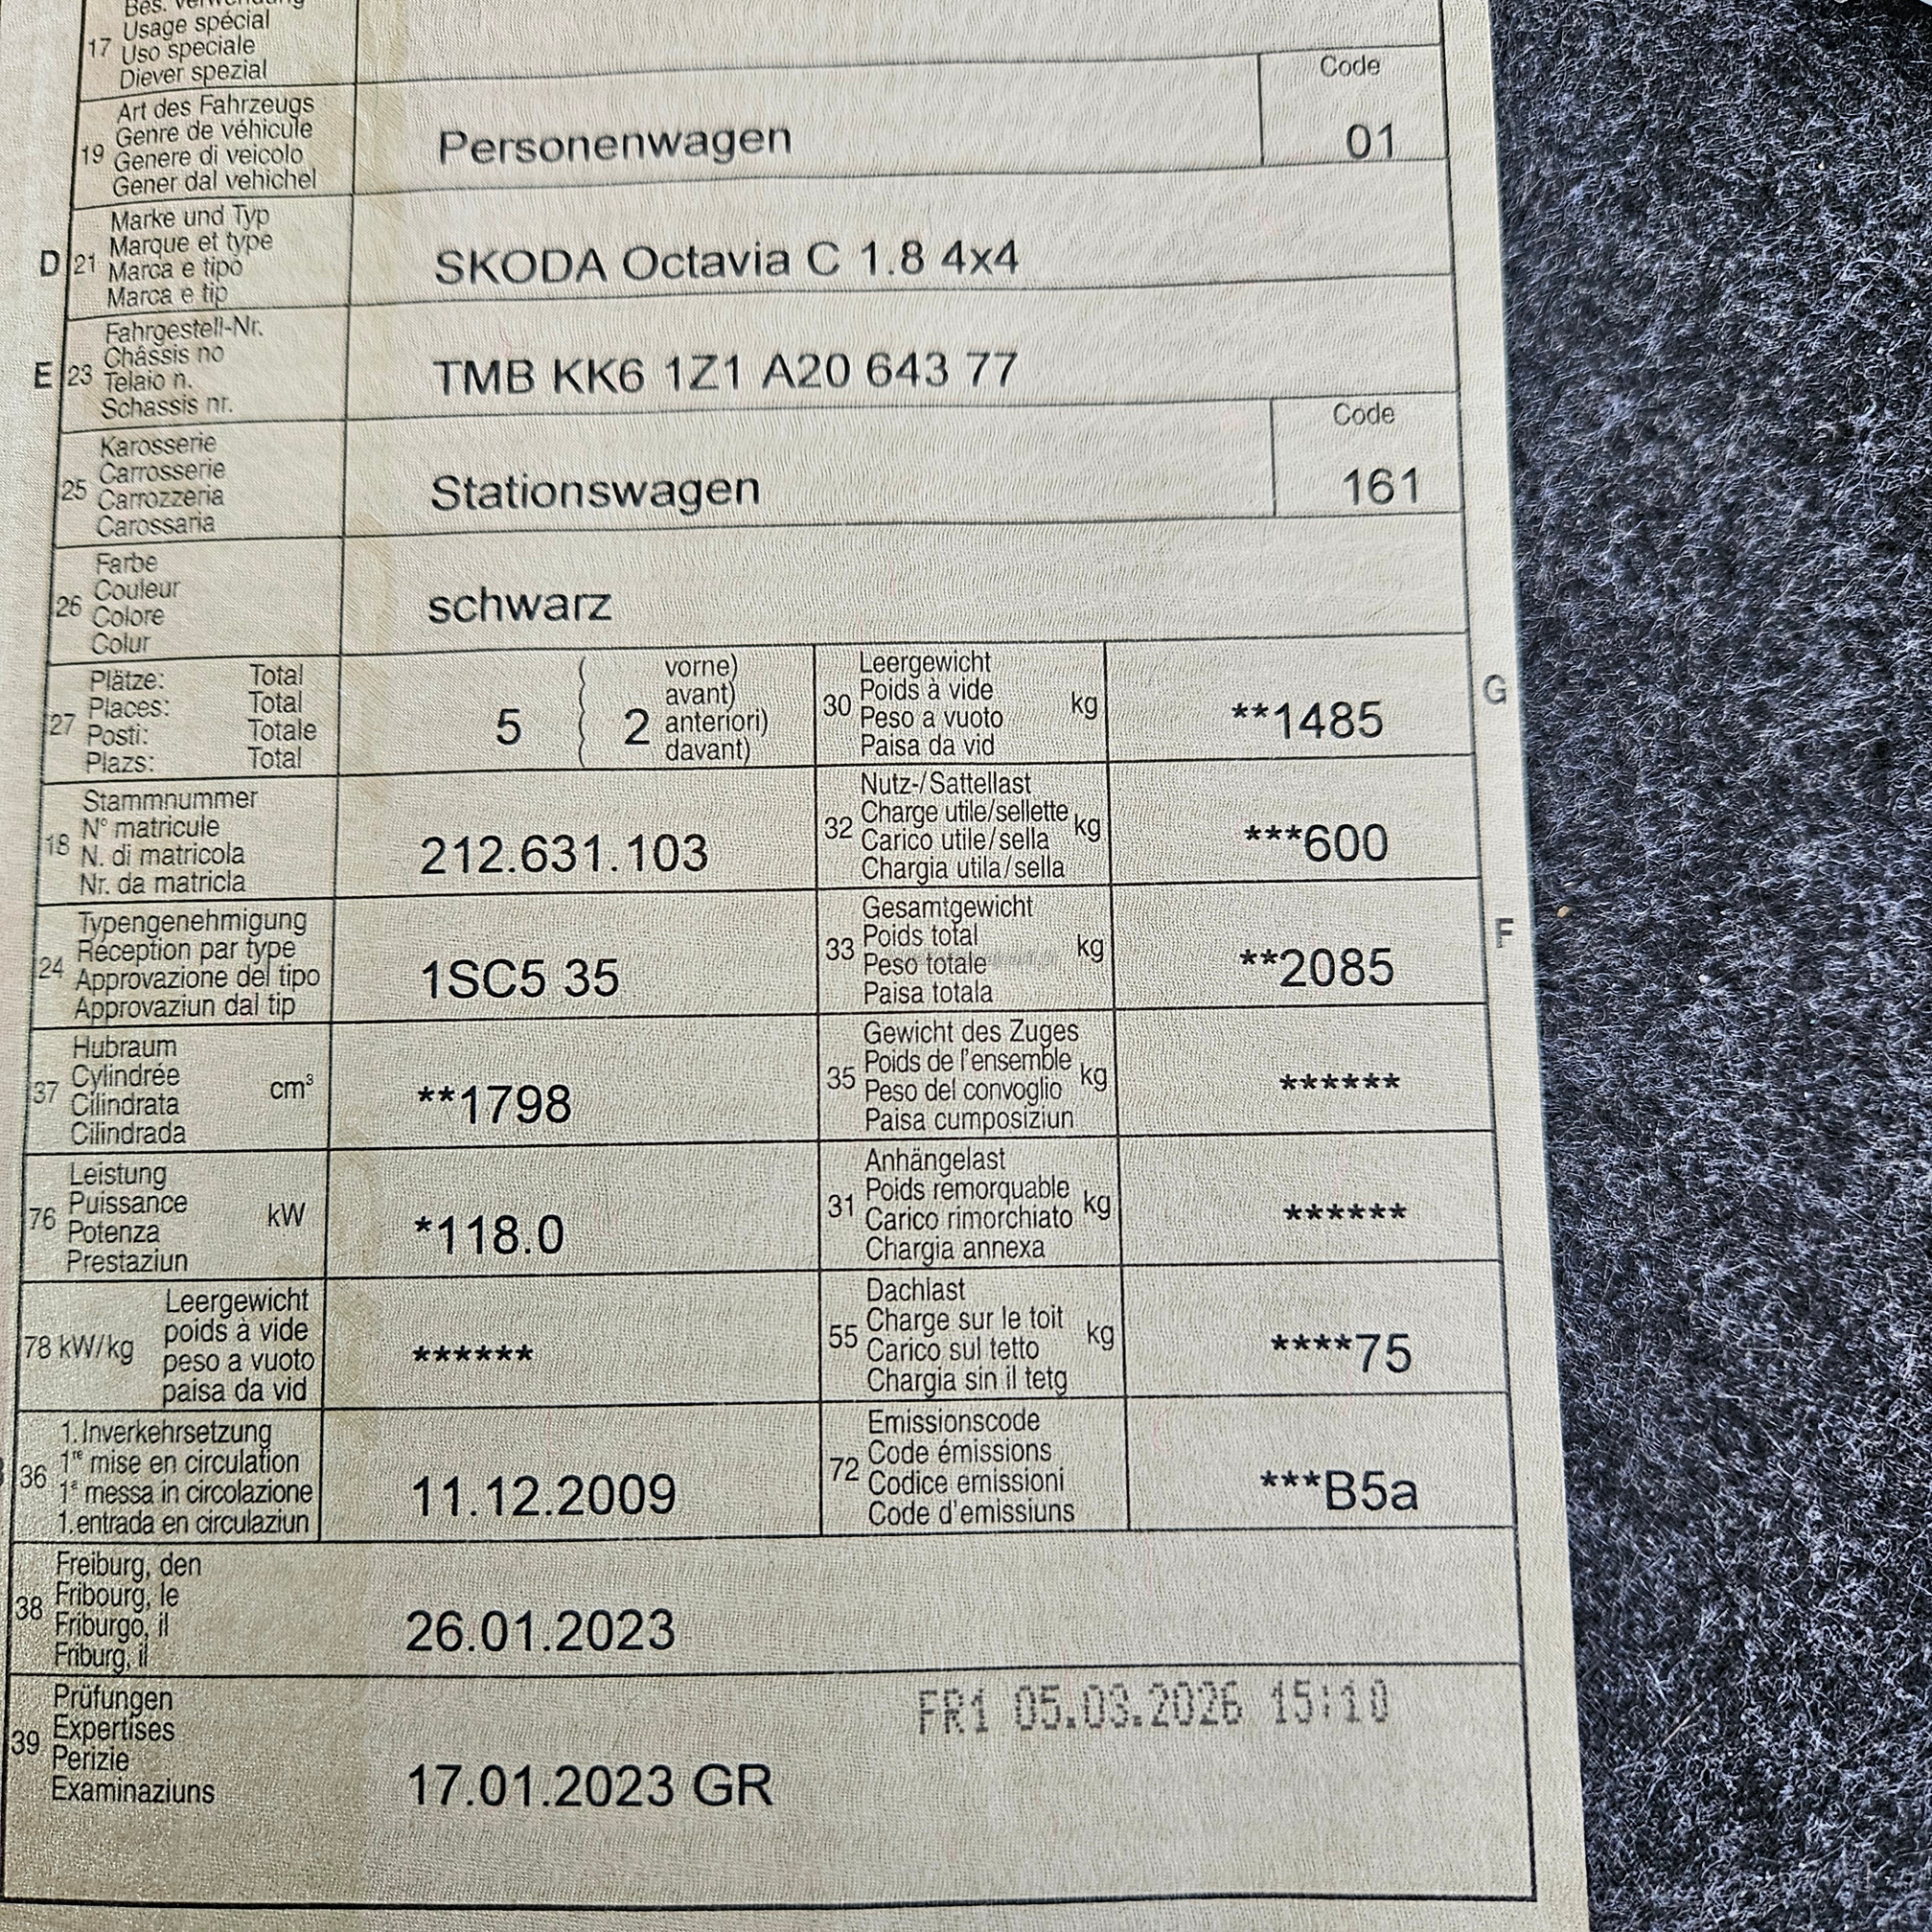 Bes. Verwendung
17 Usage spécial
Uso speciale
Diever spezial
Art des Fahrzeugs
19 Genre de véhicule
Genere di veicolo
Gener dal vehichel
Personenwagen
Code
01
Marke und Typ
D 21 Marque et type
Marca e tipo
Marca e tip
SKODA Octavia C 1.8 4x4
Fahrgestell-Nr.
E 23 Châssis no
Telaio n.
Schassis nr.
TMB KK6 1Z1 A20 643 77
Karosserie
25 Carrosserie
Carrozzeria
Carossaria
Stationswagen
Code
161
Farbe
26 Couleur
Colore
Colur
schwarz
27 Plätze: Total
Places: Total
Posti: Totale
Plazs: Total
5 ( 2 vorne)
avant)
anteriori)
davant)
30 Leergewicht
Poids à vide kg
Peso a vuoto
Paisa da vid
**1485
G
Stammnummer
18 N° matricule
N. di matricola
Nr. da matricla
212.631.103
32 Nutz-/Sattellast
Charge utile/sellette kg
Carico utile/sella
Chargia utila/sella
***600
Typengenehmigung
24 Réception par type
Approvazione del tipo
Approvaziun dal tip
1SC5 35
33 Gesamtgewicht
Poids total kg
Peso totale
Paisa totala
**2085
F
Hubraum
37 Cylindrée cm³
Cilindrata
Cilindrada
**1798
35 Gewicht des Zuges
Poids de l'ensemble kg
Peso del convoglio
Paisa cumposiziun
******
Leistung
76 Puissance kW
Potenza
Prestaziun
*118.0
31 Anhängelast
Poids remorquable kg
Carico rimorchiato
Chargia annexa
******
78 kW/kg Leergewicht
poids à vide
peso a vuoto
paisa da vid
******
55 Dachlast
Charge sur le toit kg
Carico sul tetto
Chargia sin il tetg
****75
36 1. Inverkehrsetzung
1re mise en circulation
1a messa in circolazione
1. entrada en circulaziun
11.12.2009
72 Emissionscode
Code émissions
Codice emissioni
Code d'emissiuns
***B5a
38 Freiburg, den
Fribourg, le
Friburgo, il
Friburg, il
26.01.2023
39 Prüfungen
Expertises
Perizie
Examinaziuns
FR1 05.03.2026 15:10
17.01.2023 GR